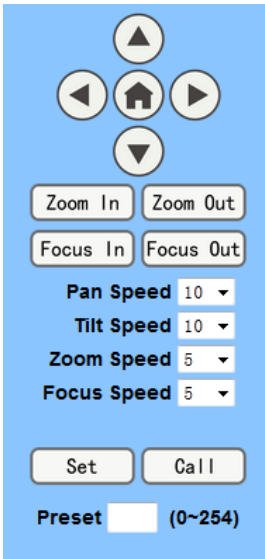 Zoom In Zoom Out
Focus In Focus Out
Pan Speed 10
Tilt Speed 10
Zoom Speed 5
Focus Speed 5
Set Call
Preset (0~254)